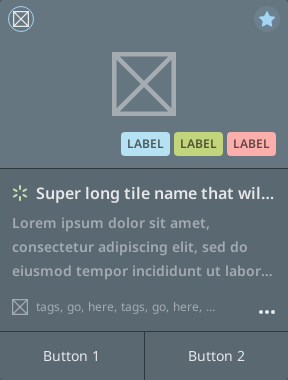 LABEL LABEL LABEL
Super long tile name that wil...
Lorem ipsum dolor sit amet,
consectetur adipiscing elit, sed do
eiusmod tempor incididunt ut labor...
tags, go, here, tags, go, here, ...
Button 1 Button 2